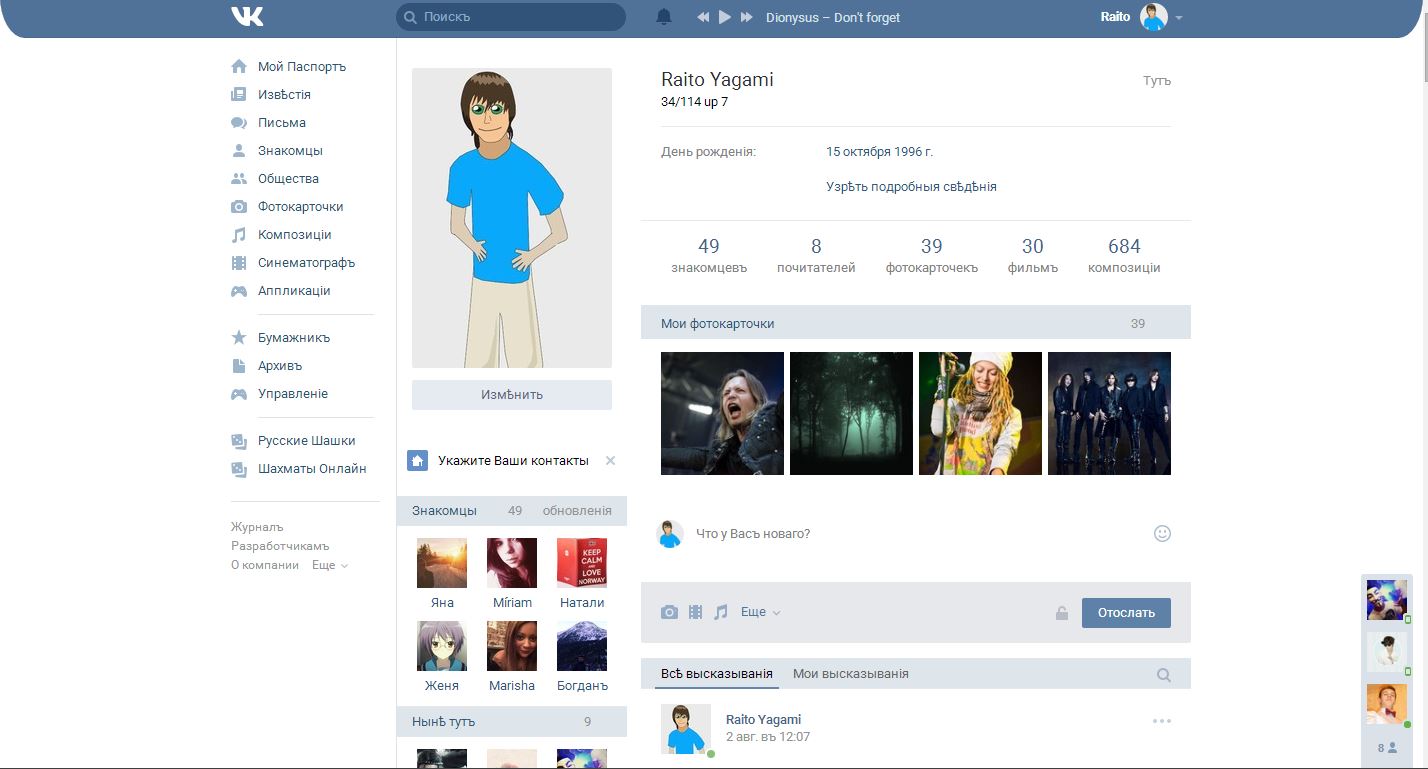 VK
Поискъ
Dionysus – Don't forget
Raito
Мой Паспортъ
Извѣстія
Письма
Знакомцы
Общества
Фотокарточки
Композиціи
Синематографъ
Аппликаціи
Бумажникъ
Архивъ
Управленіе
Русские Шашки
Шахматы Онлайн
Журналъ
Разработчикамъ
О компании Еще
Измѣнить
Укажите Ваши контакты
Знакомцы 49 обновленія
KEEP
CALM
AND
LOVE
NORWAY
Яна Míriam Натали
Женя Marisha Богданъ
Нынѣ тутъ 9
Raito Yagami Тутъ
34/114 up 7
День рожденія: 15 октября 1996 г.
Узрѣть подробныя свѣдѣнія
49 8 39 30 684
знакомцевъ почитателей фотокарточекъ фильмъ композиціи
Мои фотокарточки 39
Что у Васъ новаго?
Еще Отослать
Всѣ высказыванія Мои высказыванія
Raito Yagami
2 авг. въ 12:07
8